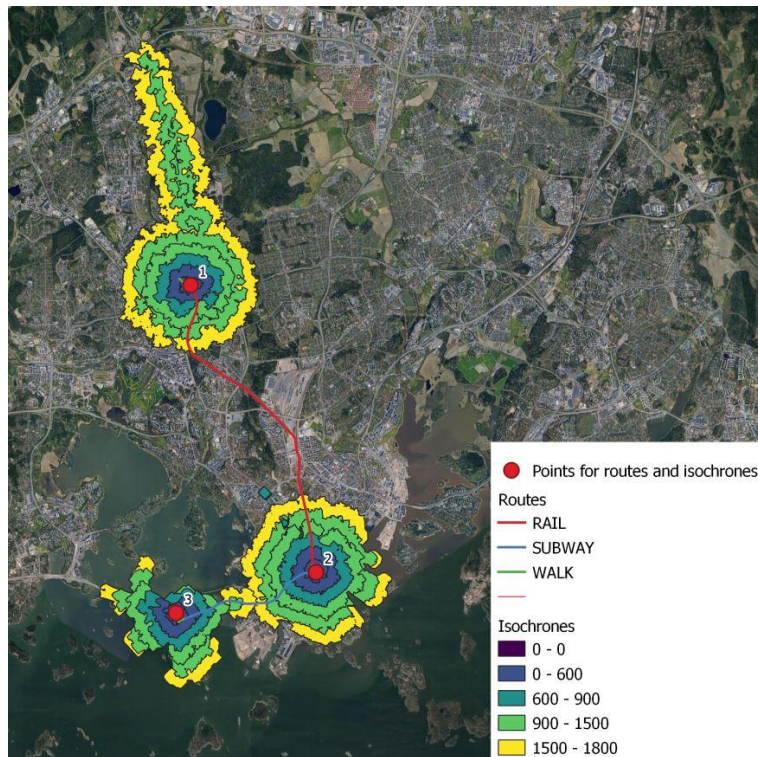 1
2
3
Points for routes and isochrones
Routes
RAIL
SUBWAY
WALK
Isochrones
0 - 0
0 - 600
600 - 900
900 - 1500
1500 - 1800